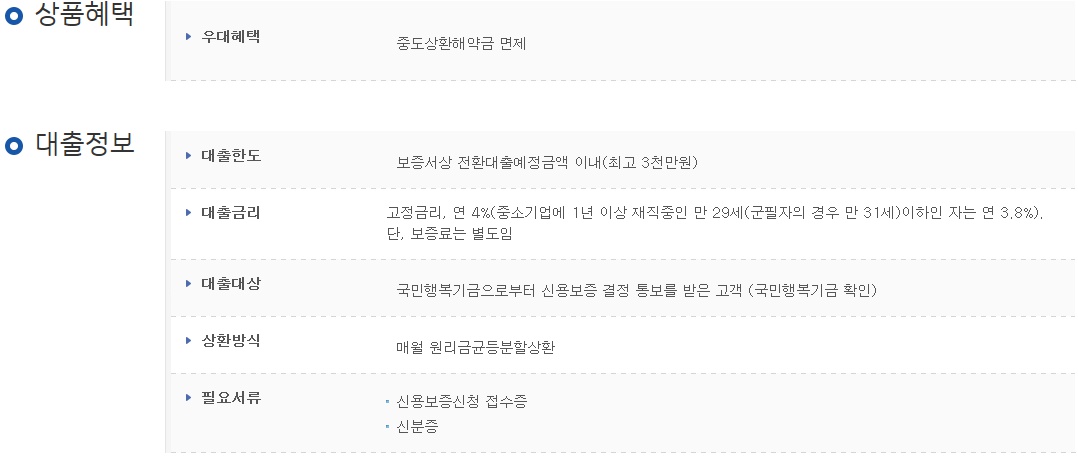 상품혜택
우대혜택
중도상환해약금 면제
대출정보
대출한도
보증서상 전환대출예정금액 이내(최고 3천만원)
대출금리
고정금리, 연 4%(중소기업에 1년 이상 재직중인 만 29세(군필자의 경우 만 31세)이하인 자는 연 3.8%).
단, 보증료는 별도임
대출대상
국민행복기금으로부터 신용보증 결정 통보를 받은 고객 (국민행복기금 확인)
상환방식
매월 원리금균등분할상환
필요서류
신용보증신청 접수증
신분증